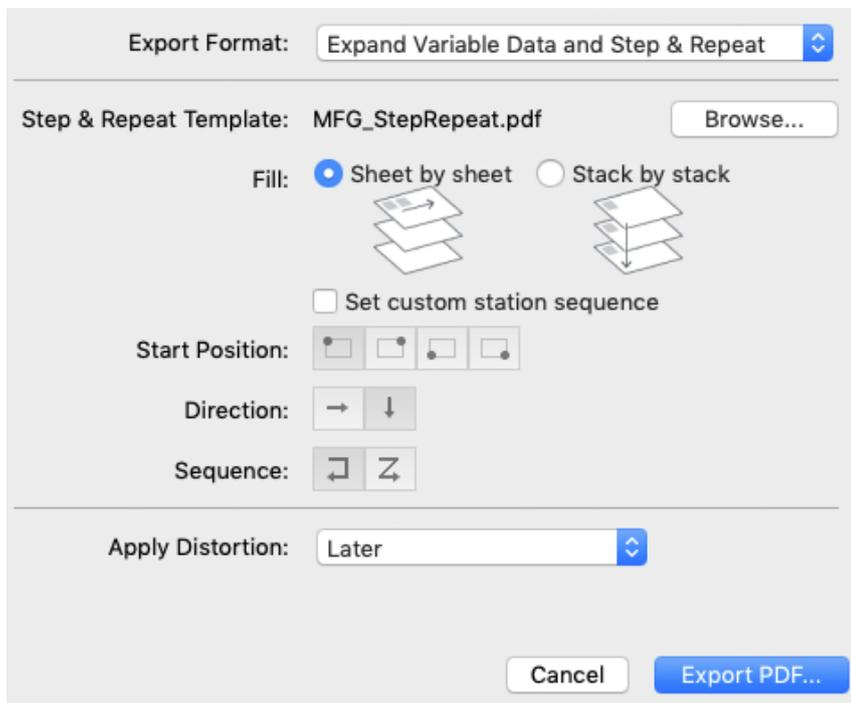 Export Format: Expand Variable Data and Step & Repeat
Step & Repeat Template: MFG_StepRepeat.pdf Browse...
Fill: Sheet by sheet Stack by stack
Set custom station sequence
Start Position:
Direction:
Sequence:
Apply Distortion: Later
Cancel Export PDF...